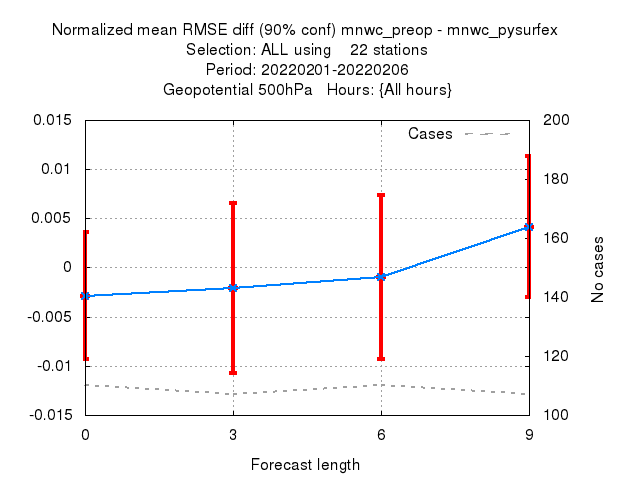 Normalized mean RMSE diff (90% conf) mnwc_preop - mnwc_pysurfex
Selection: ALL using    22 stations
Period: 20220201-20220206
Geopotential 500hPa   Hours: {All hours}
Cases
0.015
0.01
0.005
0
-0.005
-0.01
-0.015
200
180
160
140
120
100
No cases
0 3 6 9
Forecast length